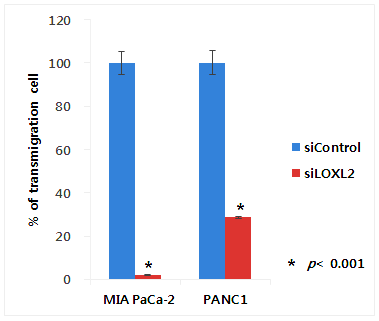 120
100
80
60
40
20
0
% of transmigration cell
*
*
MIA PaCa-2
PANC1
siControl
siLOXL2
* p< 0.001